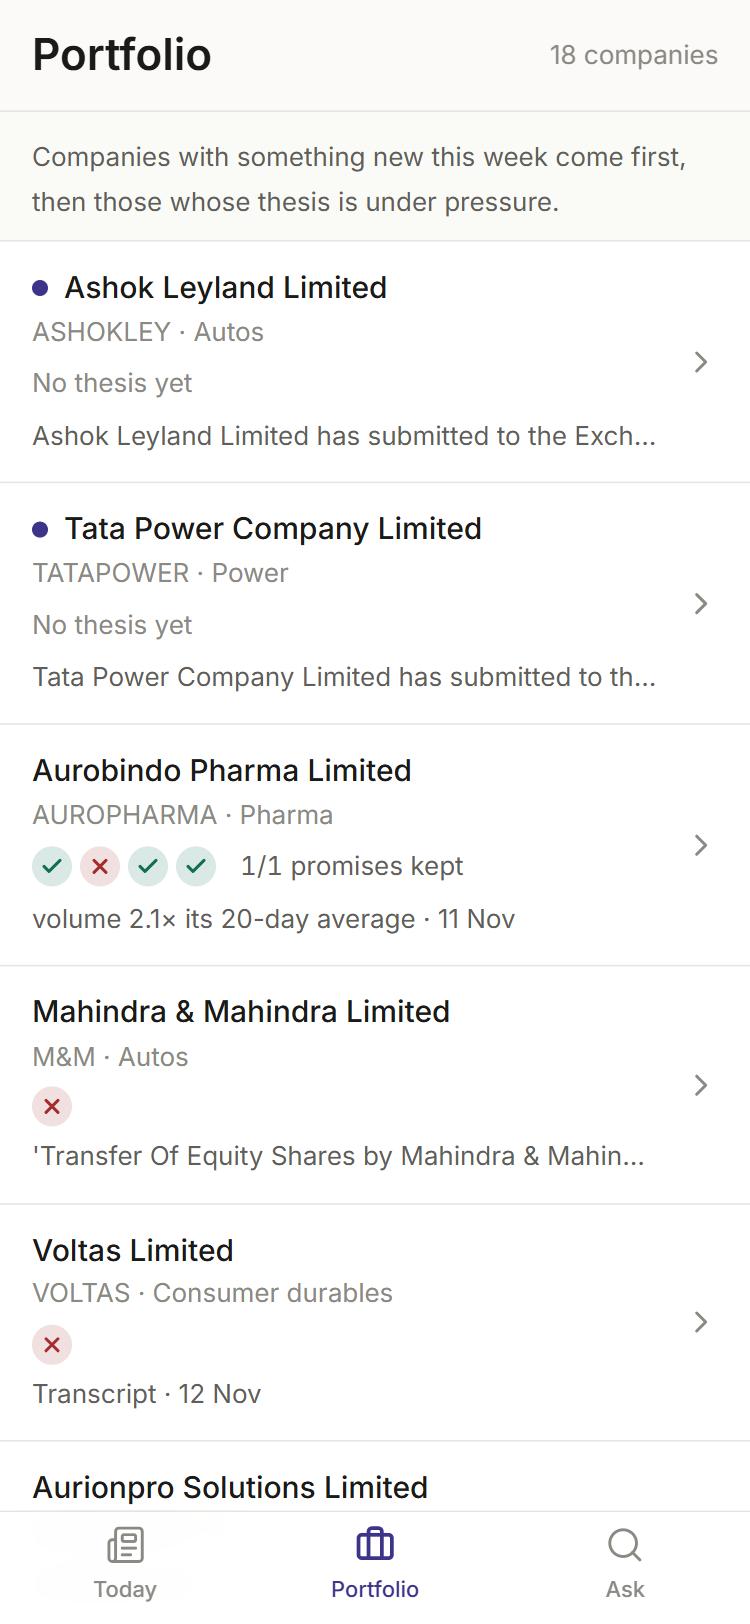 Portfolio
18 companies
Companies with something new this week come first,
then those whose thesis is under pressure.
Ashok Leyland Limited
ASHOKLEY · Autos
No thesis yet
Ashok Leyland Limited has submitted to the Exch...
Tata Power Company Limited
TATAPOWER · Power
No thesis yet
Tata Power Company Limited has submitted to th...
Aurobindo Pharma Limited
AUROPHARMA · Pharma
1/1 promises kept
volume 2.1× its 20-day average · 11 Nov
Mahindra & Mahindra Limited
M&M · Autos
'Transfer Of Equity Shares by Mahindra & Mahin...
Voltas Limited
VOLTAS · Consumer durables
Transcript · 12 Nov
Aurionpro Solutions Limited
Today
Portfolio
Ask